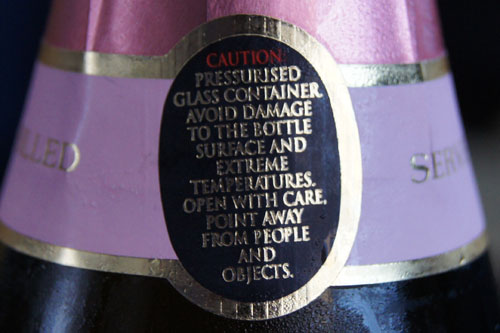 CAUTION:
PRESSURISED
GLASS CONTAINER
AVOID DAMAGE
TO THE BOTTLE
SURFACE AND
EXTREME
TEMPERATURES.
OPEN WITH CARE.
POINT AWAY
FROM PEOPLE
AND
OBJECTS.